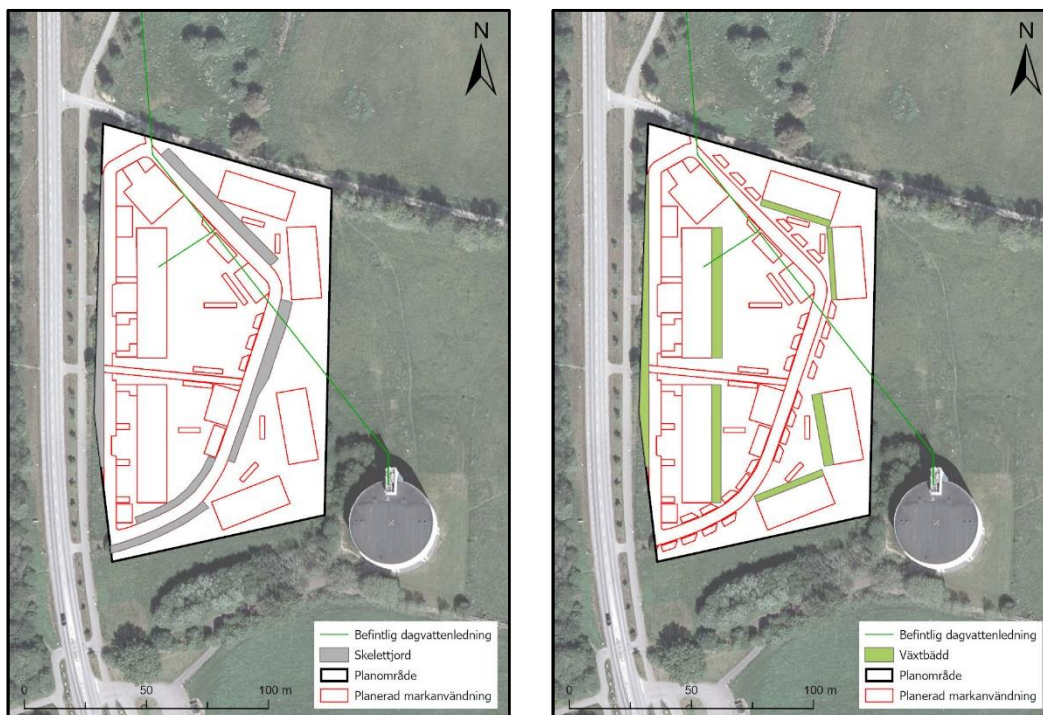 N
Befintlig dagvattenledning
Skelettjord
Planområde
Planerad markanvändning
0 50 100 m
N
Befintlig dagvattenledning
Växtbädd
Planområde
Planerad markanvändning
0 50 100 m